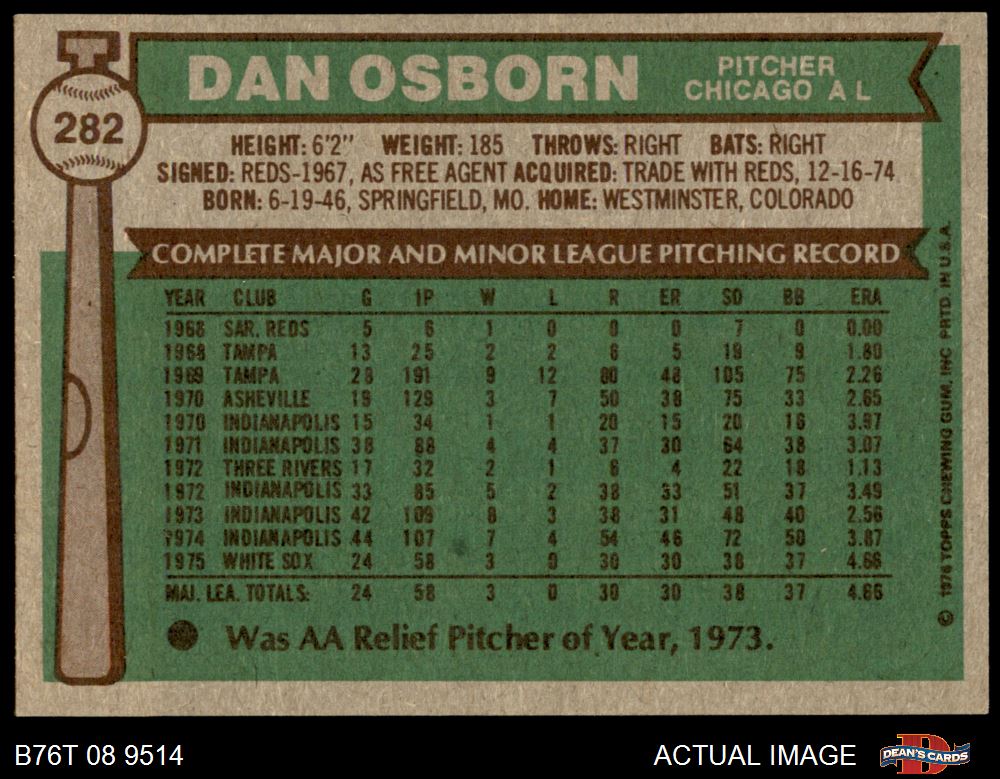 DAN OSBORN
PITCHER
CHICAGO A L
282
HEIGHT: 6'2" WEIGHT: 185 THROWS: RIGHT BATS: RIGHT
SIGNED: REDS-1967, AS FREE AGENT ACQUIRED: TRADE WITH REDS, 12-16-74
BORN: 6-19-46, SPRINGFIELD, MO. HOME: WESTMINSTER, COLORADO
COMPLETE MAJOR AND MINOR LEAGUE PITCHING RECORD
YEAR CLUB G IP W L R ER SO BB ERA
1968 SAR. REDS 5 6 1 0 0 0 7 0 0.00
1968 TAMPA 13 25 2 2 6 5 19 9 1.80
1969 TAMPA 28 191 9 12 80 48 105 75 2.26
1970 ASHEVILLE 19 129 3 7 50 38 75 33 2.65
1970 INDIANAPOLIS 15 34 1 1 20 15 20 16 3.97
1971 INDIANAPOLIS 38 88 4 4 37 30 64 38 3.07
1972 THREE RIVERS 17 32 2 1 6 4 22 18 1.13
1972 INDIANAPOLIS 33 85 5 2 38 33 51 37 3.49
1973 INDIANAPOLIS 42 109 8 3 38 31 48 40 2.56
1974 INDIANAPOLIS 44 107 7 4 54 46 72 50 3.87
1975 WHITE SOX 24 58 3 0 30 30 38 37 4.66
MAJ. LEA. TOTALS: 24 58 3 0 30 30 38 37 4.66
Was AA Relief Pitcher of Year, 1973.
© 1976 TOPPS CHEWING GUM, INC PRTD. IN U.S.A.
B76T 08 9514
ACTUAL IMAGE
DEAN'S CARDS